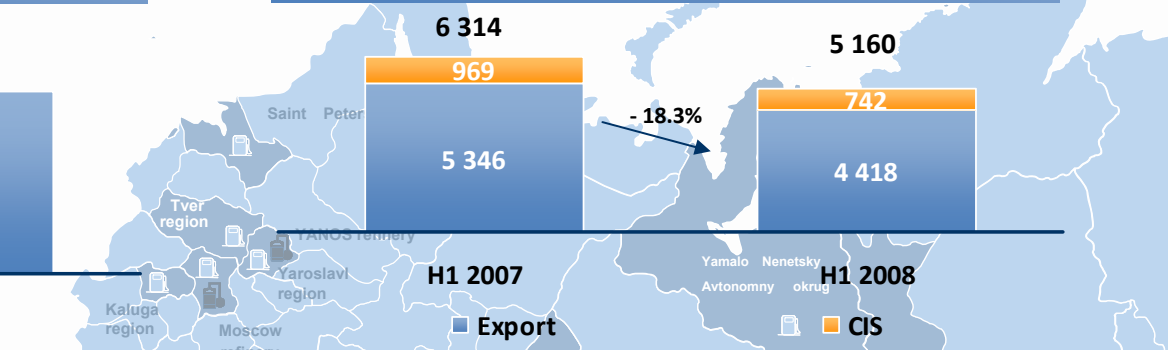 6 314
5 160
969
742
Saint Peter
- 18.3%
5 346
4 418
Tver
region
YANOS refinery
Yamalo Nenetsky
Avtonomny okrug
H1 2007
H1 2008
Yaroslavl
region
Kaluga
region
Moscow
Export
CIS